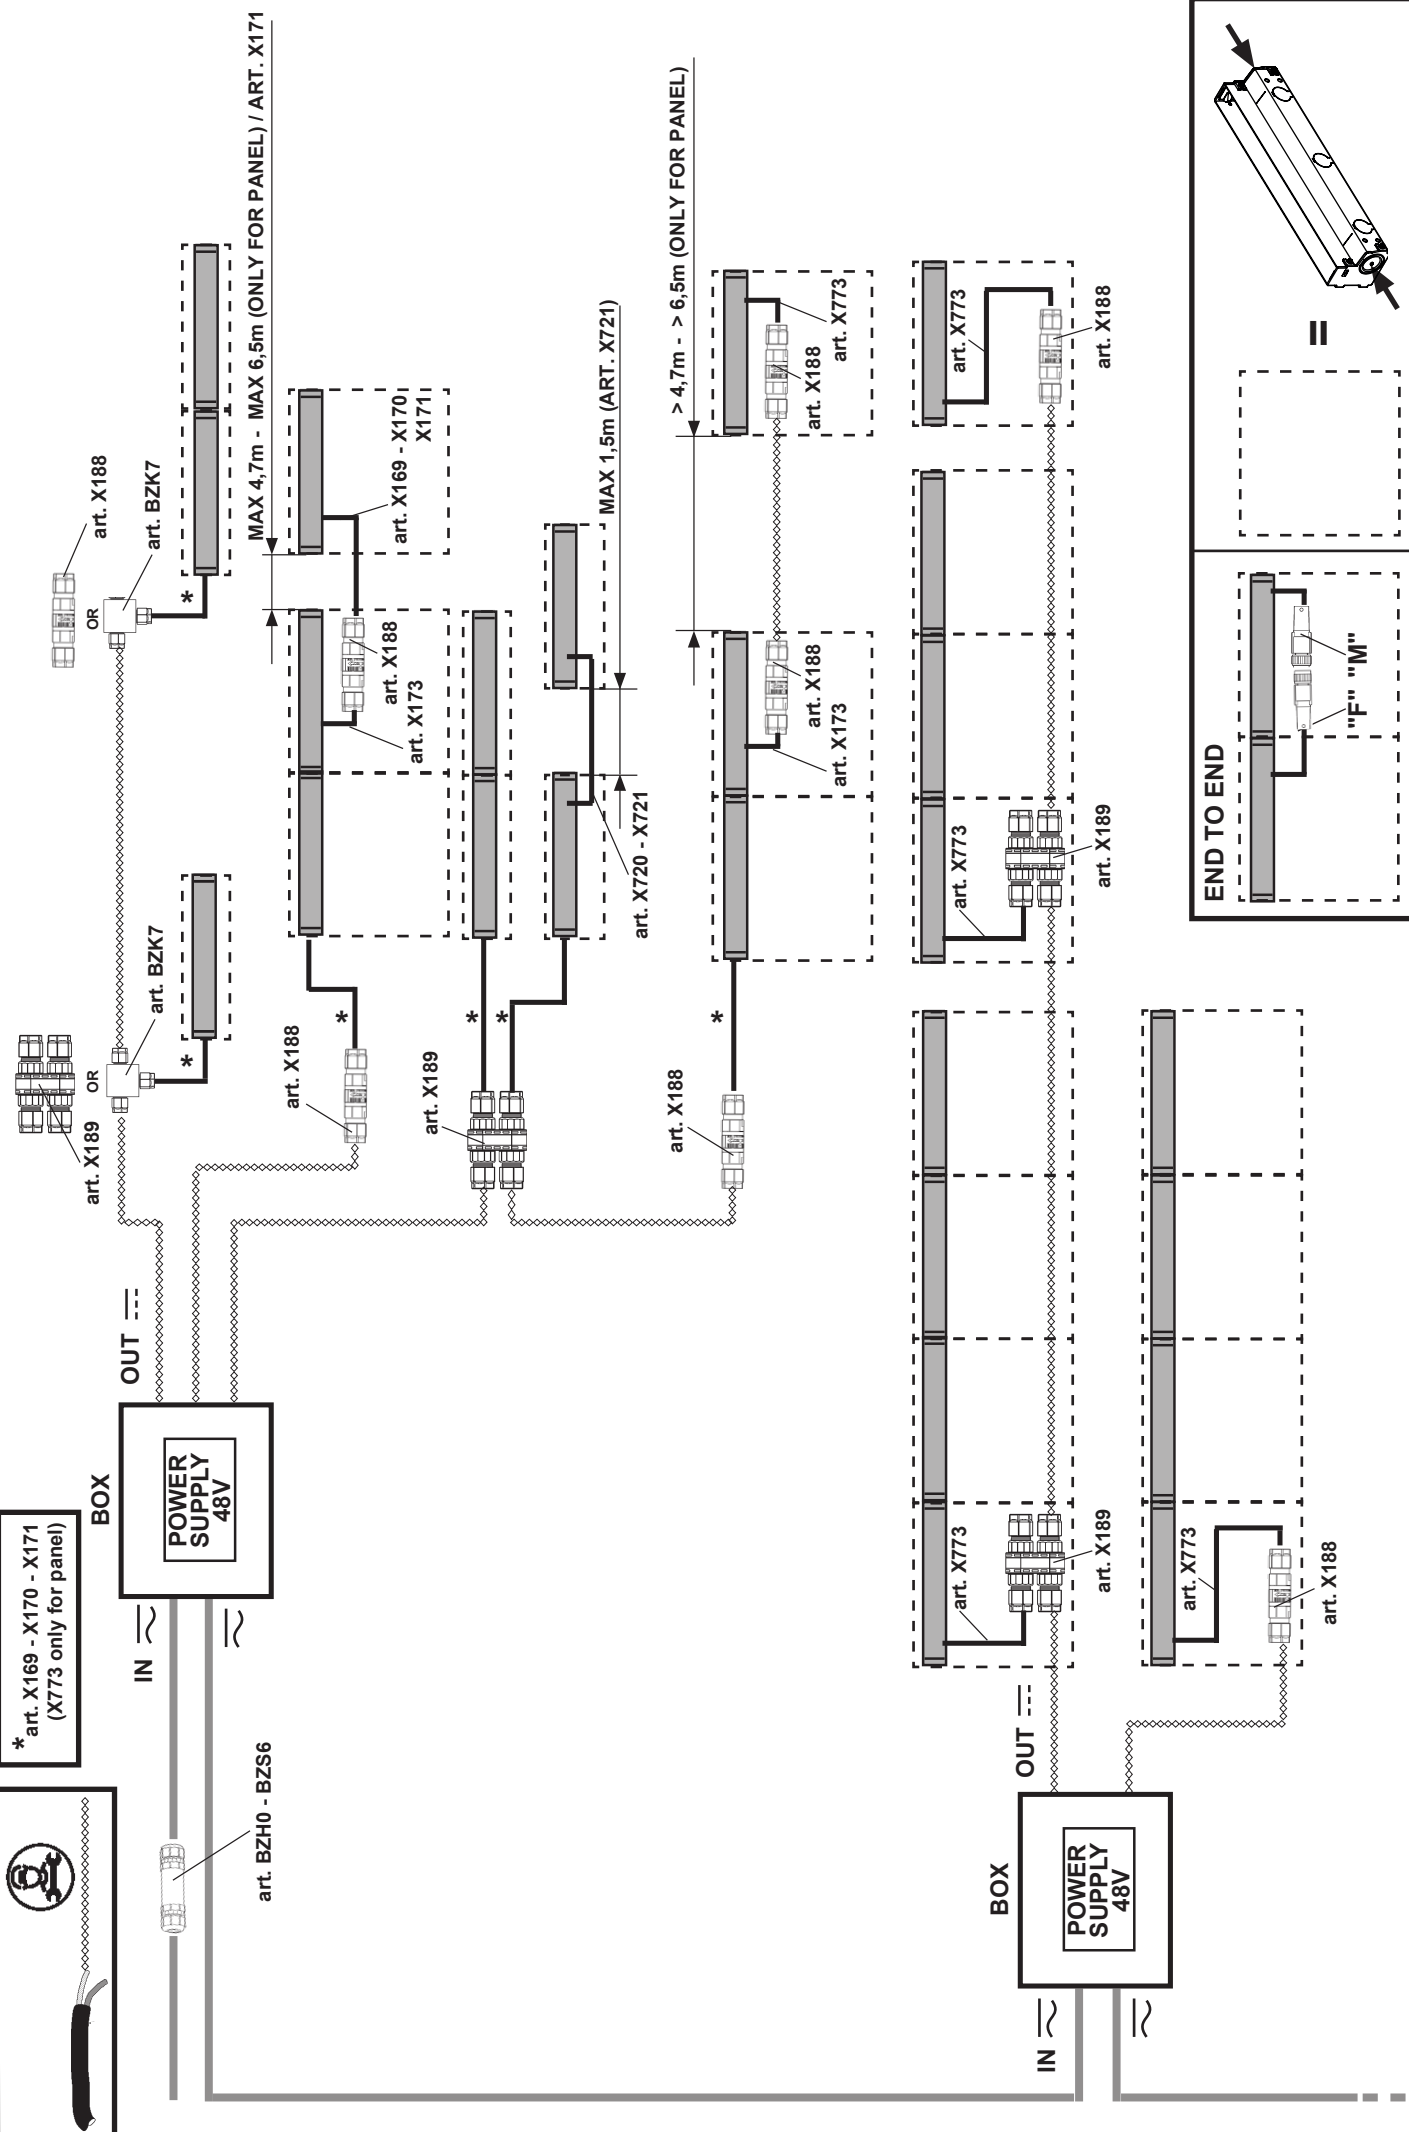 * art. X169 - X170 - X171
(X773 only for panel)
art. BZH0 - BZS6
IN
BOX
POWER
SUPPLY
48V
OUT
art. X189
OR
art. BZK7
*
art. X188
OR
art. BZK7
*
MAX 4,7m - MAX 6,5m (ONLY FOR PANEL) / ART. X171
art. X188
*
art. X173
art. X188
art. X169 - X170
X171
art. X189
*
*
art. X720 - X721
MAX 1,5m (ART. X721)
art. X188
*
> 4,7m - > 6,5m (ONLY FOR PANEL)
art. X173
art. X188
art. X188
art. X773
IN
BOX
POWER
SUPPLY
48V
OUT
art. X773
art. X189
art. X773
art. X189
art. X773
art. X188
art. X773
art. X188
END TO END
"F" "M"
=